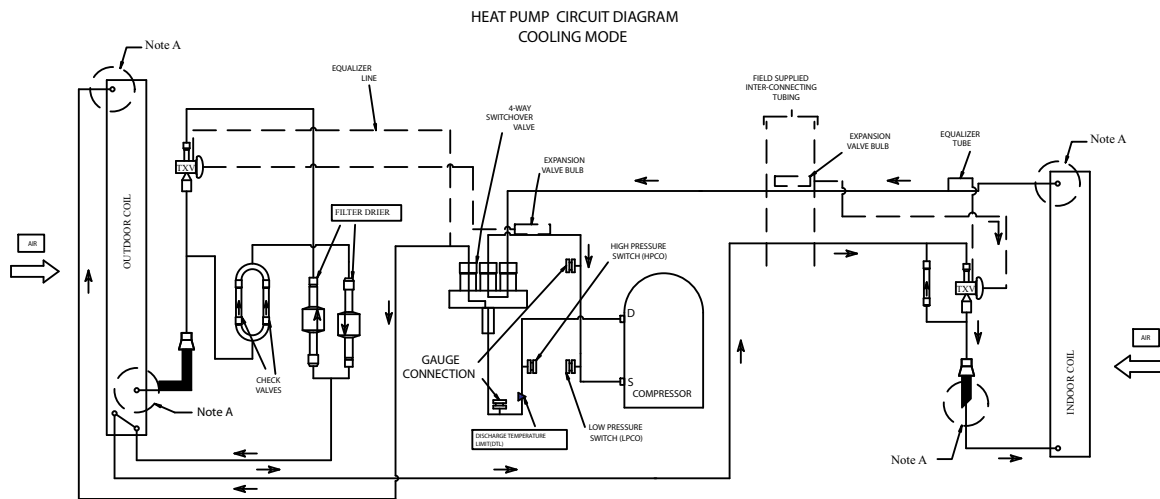 HEAT PUMP CIRCUIT DIAGRAM
COOLING MODE
Note A
EQUALIZER
LINE
4-WAY
SWITCHOVER
VALVE
FIELD SUPPLIED
INTER-CONNECTING
TUBING
EXPANSION
VALVE BULB
EQUALIZER
TUBE
Note A
TXV
EXPANSION
VALVE BULB
OUTDOOR COIL
FILTER DRIER
AIR
HIGH PRESSURE
SWITCH (HPCO)
TXV
D
GAUGE
CONNECTION
S
COMPRESSOR
AIR
CHECK
VALVES
INDOOR COIL
Note A
DISCHARGE TEMPERATURE
LIMIT(DTL)
LOW PRESSURE
SWITCH (LPCO)
Note A